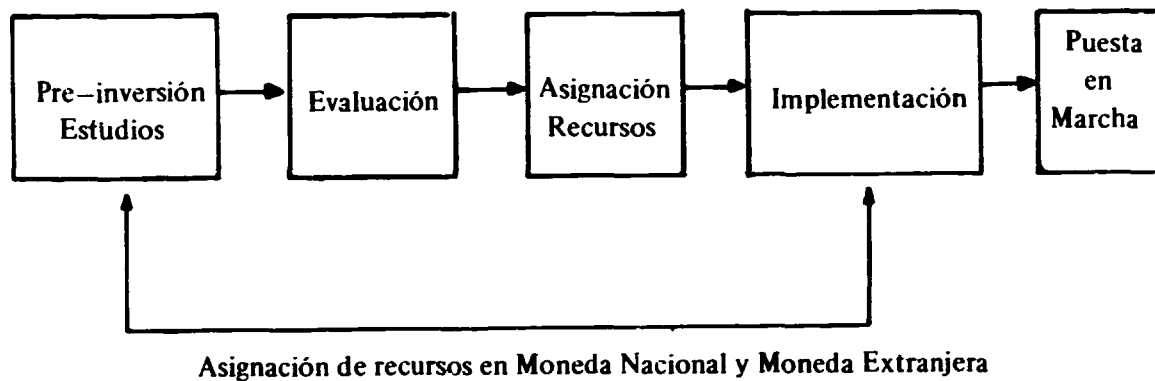 Pre–inversión
Estudios
Evaluación
Asignación
Recursos
Implementación
Puesta
en
Marcha
Asignación de recursos en Moneda Nacional y Moneda Extranjera